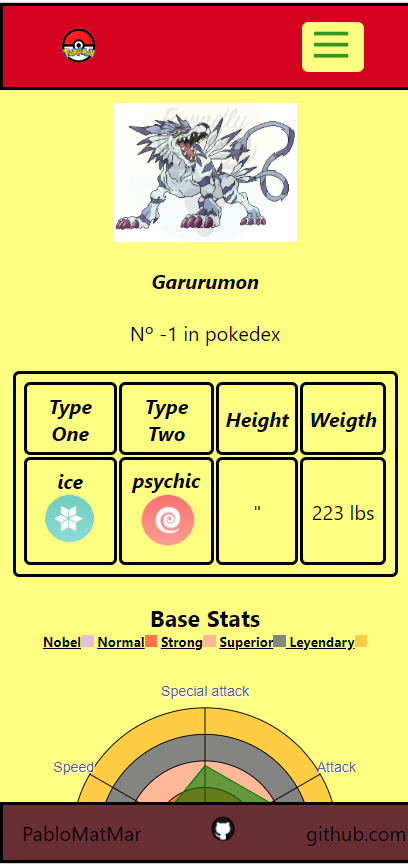 Garurumon
Nº -1 in pokedex
Type One
Type Two
Height
Weigth
ice
psychic
"
223 lbs
Base Stats
Nobel Normal Strong Superior Leyendary
Special attack
Speed
Attack
PabloMatMar
github.com